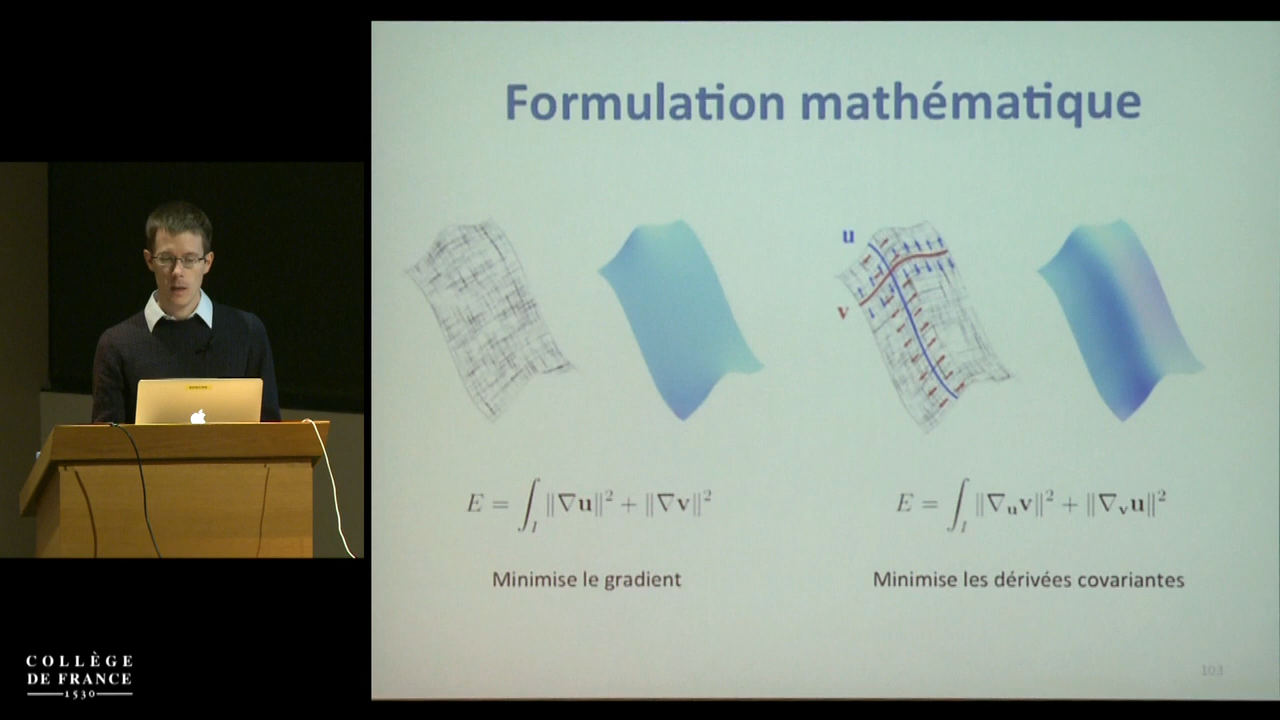 Formulation mathématique
u
v
E = ∫_I ‖∇u‖² + ‖∇v‖²
E = ∫_I ‖∇_u v‖² + ‖∇_v u‖²
Minimise le gradient
Minimise les dérivées covariantes
103
COLLÈGE
DE FRANCE
1530